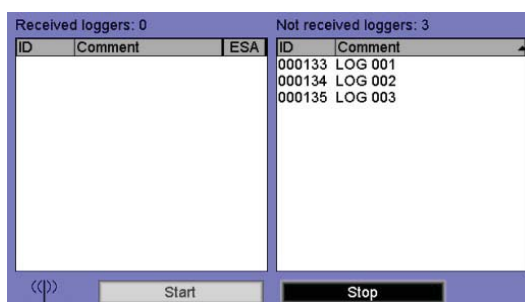 Received loggers: 0
ID Comment ESA
Not received loggers: 3
ID Comment
000133 LOG 001
000134 LOG 002
000135 LOG 003
Start
Stop